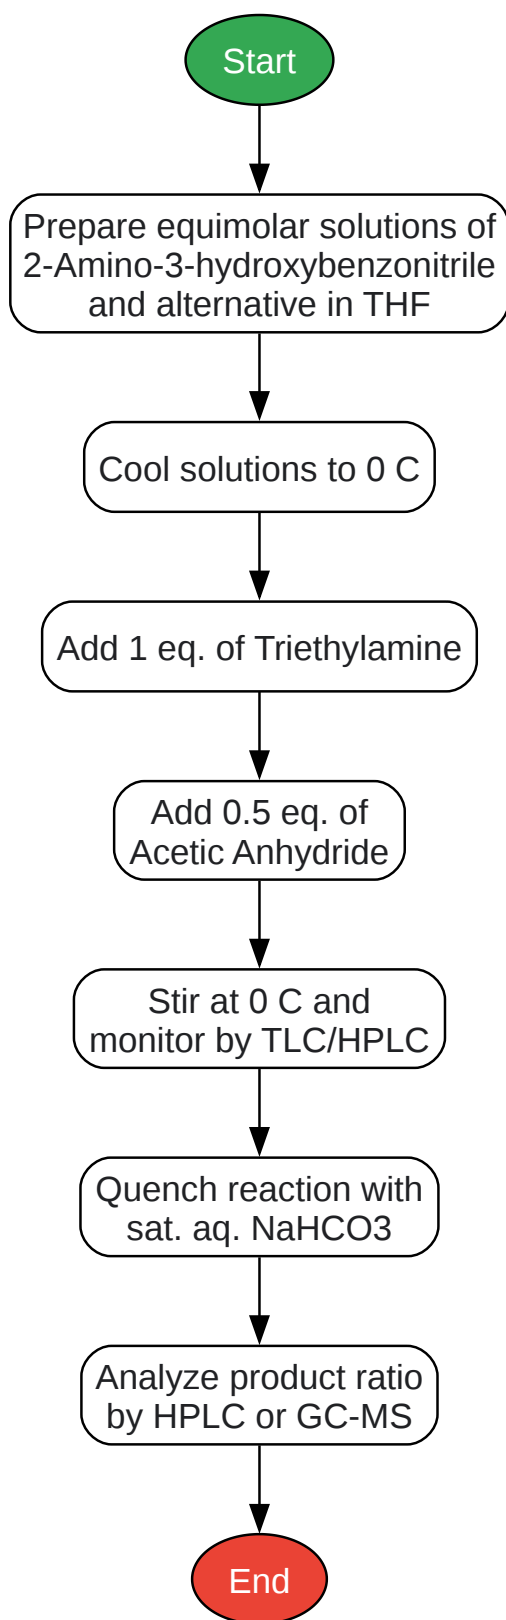 Start
Prepare equimolar solutions of
2-Amino-3-hydroxybenzonitrile
and alternative in THF
Cool solutions to 0 C
Add 1 eq. of Triethylamine
Add 0.5 eq. of
Acetic Anhydride
Stir at 0 C and
monitor by TLC/HPLC
Quench reaction with
sat. aq. NaHCO3
Analyze product ratio
by HPLC or GC-MS
End